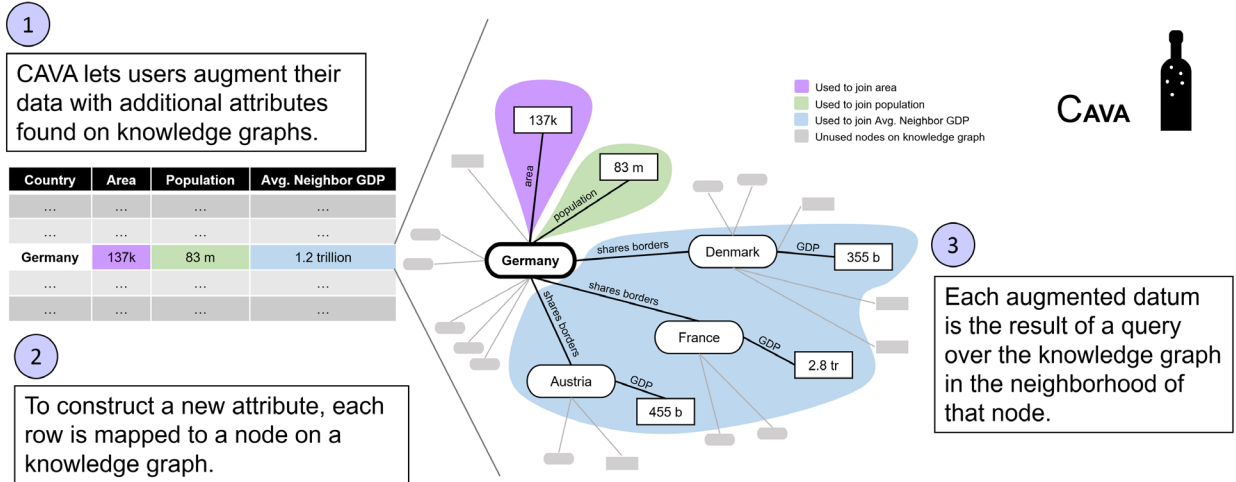 1
CAVA lets users augment their
data with additional attributes
found on knowledge graphs.
Country Area Population Avg. Neighbor GDP
... ... ... ...
... ... ... ...
Germany 137k 83 m 1.2 trillion
... ... ... ...
... ... ... ...
2
To construct a new attribute, each
row is mapped to a node on a
knowledge graph.
137k
area
83 m
population
Germany
shares borders
Denmark
GDP
355 b
shares borders
France
GDP
2.8 tr
shares borders
Austria
GDP
455 b
Used to join area
Used to join population
Used to join Avg. Neighbor GDP
Unused nodes on knowledge graph
CAVA
3
Each augmented datum
is the result of a query
over the knowledge graph
in the neighborhood of
that node.